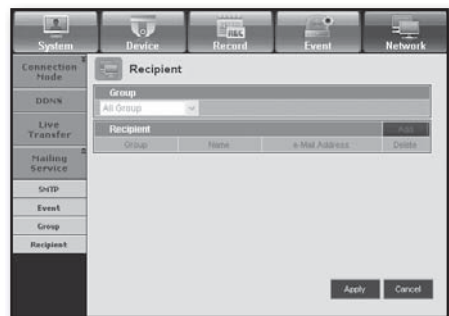 System Device Record Event Network
REC
Connection
Mode
DDNS
Live
Transfer
Mailing
Service
SMTP
Event
Group
Recipient
Recipient
Group
All Group
Recipient Add
Group Name e-Mail Address Delete
Apply Cancel